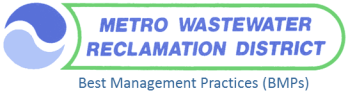 METRO WASTEWATER
RECLAMATION DISTRICT
Best Management Practices (BMPs)